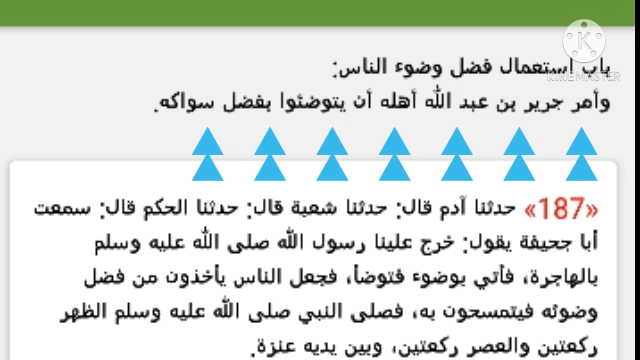 باب استعمال فضل وضوء الناس:
KINEMASTER
وأمر جرير بن عبد الله أهله أن يتوضئوا بفضل سواكه.
«187» حدثنا آدم قال: حدثنا شعبة قال: حدثنا الحكم قال: سمعت
أبا جحيفة يقول: خرج علينا رسول الله صلى الله عليه وسلم
بالهاجرة، فأتي بوضوء فتوضأ، فجعل الناس يأخذون من فضل
وضوئه فيتمسحون به، فصلى النبي صلى الله عليه وسلم الظهر
ركعتين والعصر ركعتين، وبين يديه عنزة.